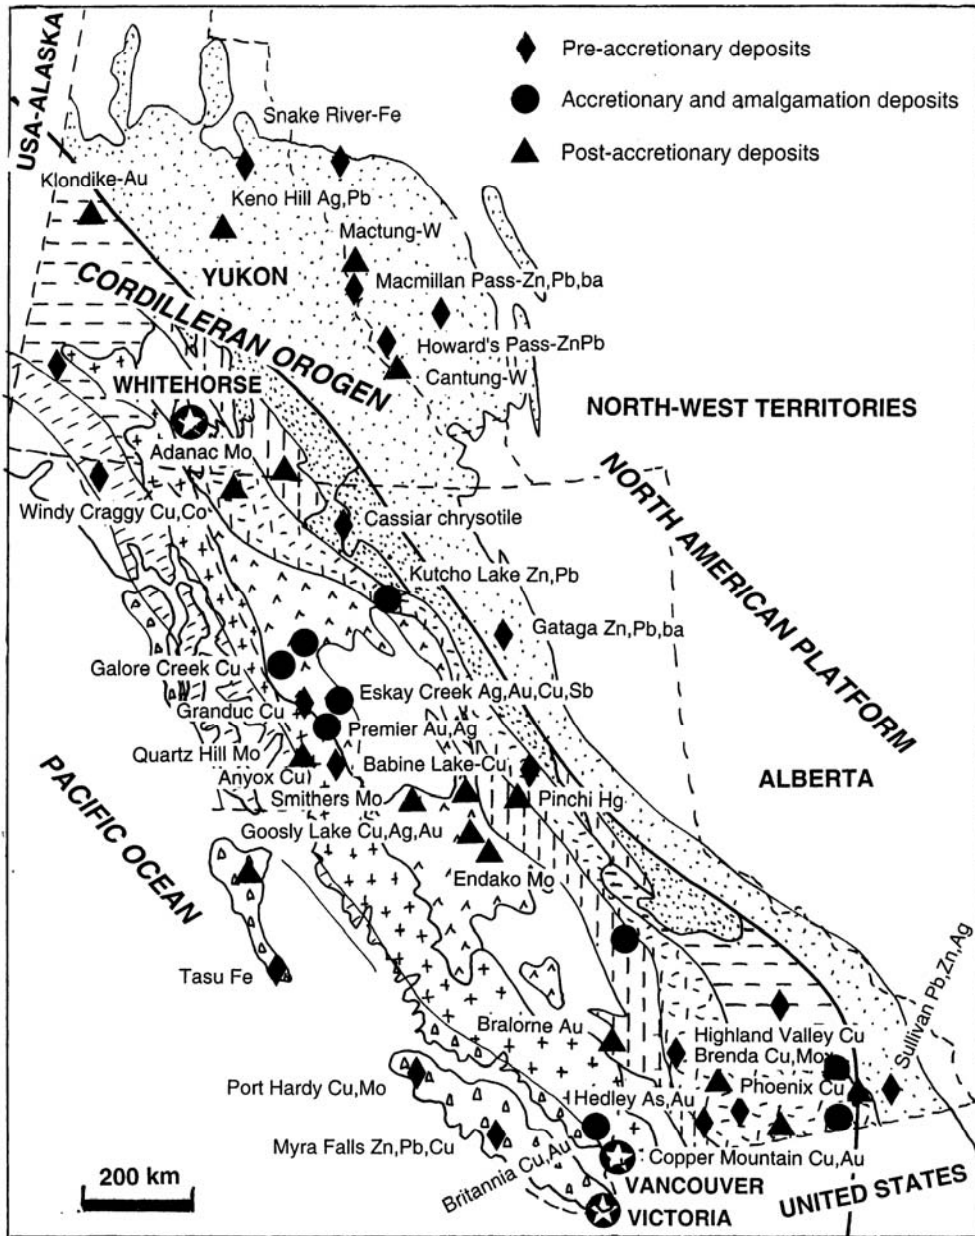 USA-ALASKA
Pre-accretionary deposits
Accretionary and amalgamation deposits
Post-accretionary deposits
Snake River-Fe
Klondike-Au
Keno Hill Ag,Pb
Mactung-W
YUKON
Macmillan Pass-Zn,Pb,ba
CORDILLERAN OROGEN
Howard's Pass-ZnPb
Cantung-W
WHITEHORSE
NORTH-WEST TERRITORIES
Adanac Mo
Windy Craggy Cu,Co
Cassiar chrysotile
NORTH AMERICAN PLATFORM
Kutcho Lake Zn,Pb
Gataga Zn,Pb,ba
Galore Creek Cu
Eskay Creek Ag,Au,Cu,Sb
Granduc Cu
Premier Au,Ag
Quartz Hill Mo
Babine Lake-Cu
Anyox Cu
ALBERTA
Smithers Mo
Pinchi Hg
PACIFIC OCEAN
Goosly Lake Cu,Ag,Au
Endako Mo
Tasu Fe
Sullivan Pb,Zn,Ag
Bralorne Au
Highland Valley Cu
Brenda Cu,Mo
Port Hardy Cu,Mo
Hedley As,Au
Phoenix Cu
Myra Falls Zn,Pb,Cu
Britannia Cu,Au
Copper Mountain Cu,Au
200 km
VANCOUVER
UNITED STATES
VICTORIA